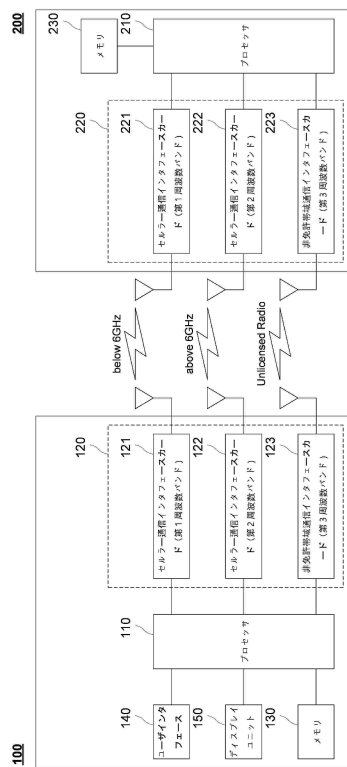 100
200
140
ユーザインタ
フェース
150
ディスプレイ
ユニット
130
メモリ
110
プロセッサ
120
121
セルラー通信インタフェースカー
ド(第1周波数バンド)
122
セルラー通信インタフェースカー
ド(第2周波数バンド)
123
非免許帯域通信インタフェースカ
ード(第3周波数バンド)
below 6GHz
above 6GHz
Unlicensed Radio
220
221
セルラー通信インタフェースカー
ド(第1周波数バンド)
222
セルラー通信インタフェースカー
ド(第2周波数バンド)
223
非免許帯域通信インタフェースカ
ード(第3周波数バンド)
230
メモリ
210
プロセッサ